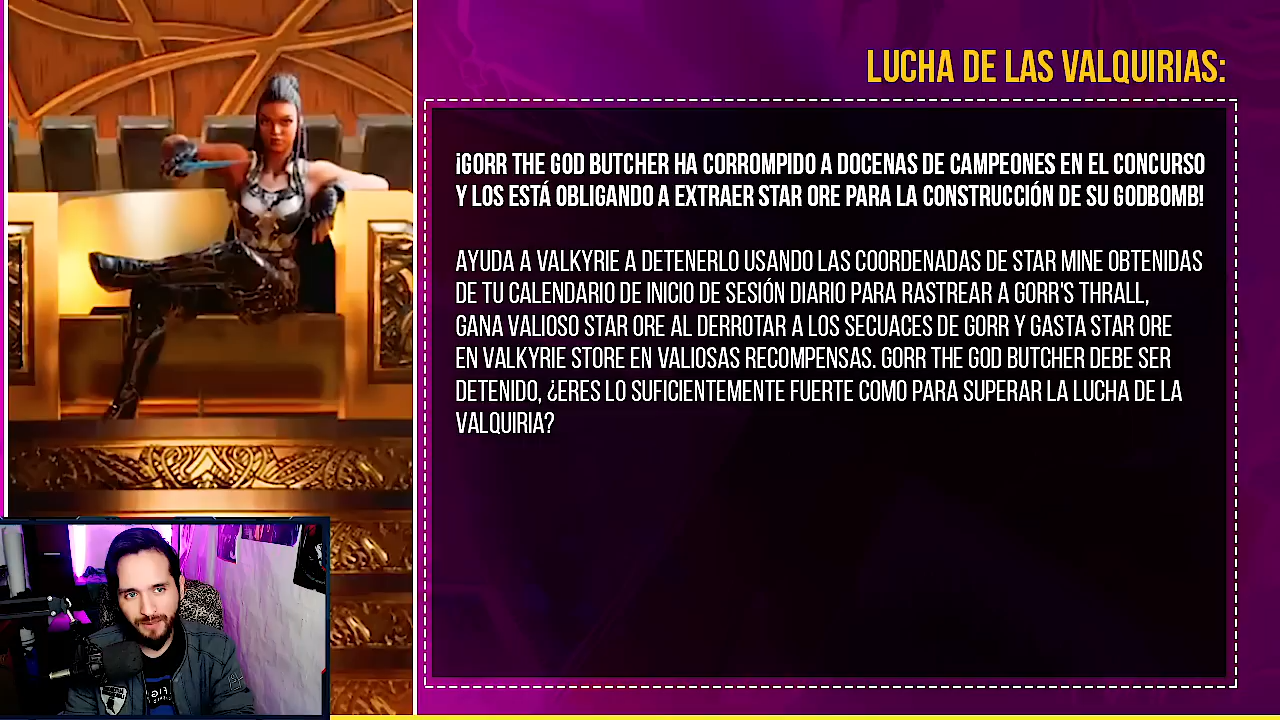 LUCHA DE LAS VALQUIRIAS:
¡GORR THE GOD BUTCHER HA CORROMPIDO A DOCENAS DE CAMPEONES EN EL CONCURSO
Y LOS ESTÁ OBLIGANDO A EXTRAER STAR ORE PARA LA CONSTRUCCIÓN DE SU GODBOMB!
AYUDA A VALKYRIE A DETENERLO USANDO LAS COORDENADAS DE STAR MINE OBTENIDAS
DE TU CALENDARIO DE INICIO DE SESIÓN DIARIO PARA RASTREAR A GORR'S THRALL,
GANA VALIOSO STAR ORE AL DERROTAR A LOS SECUACES DE GORR Y GASTA STAR ORE
EN VALKYRIE STORE EN VALIOSAS RECOMPENSAS. GORR THE GOD BUTCHER DEBE SER
DETENIDO, ¿ERES LO SUFICIENTEMENTE FUERTE COMO PARA SUPERAR LA LUCHA DE LA
VALQUIRIA?